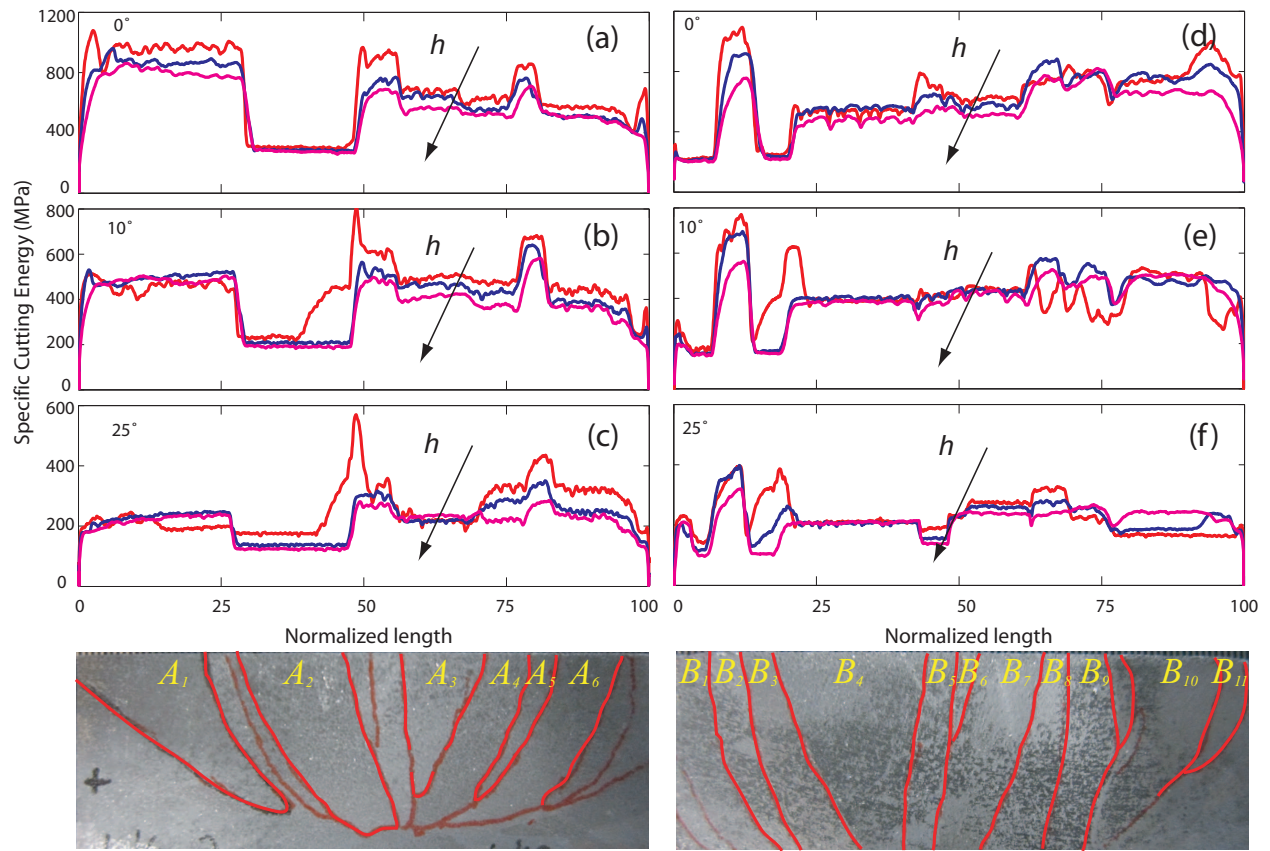 Specific Cutting Energy (MPa)
1200
800
400
0
0°
(a)
h
0°
(d)
h
800
600
400
200
0
10°
(b)
h
10°
(e)
h
600
400
200
0
25°
(c)
h
25°
(f)
h
0 25 50 75 100
0 25 50 75 100
Normalized length
Normalized length
A1 A2 A3 A4 A5 A6
B1 B2 B3 B4 B5 B6 B7 B8 B9 B10 B11
+